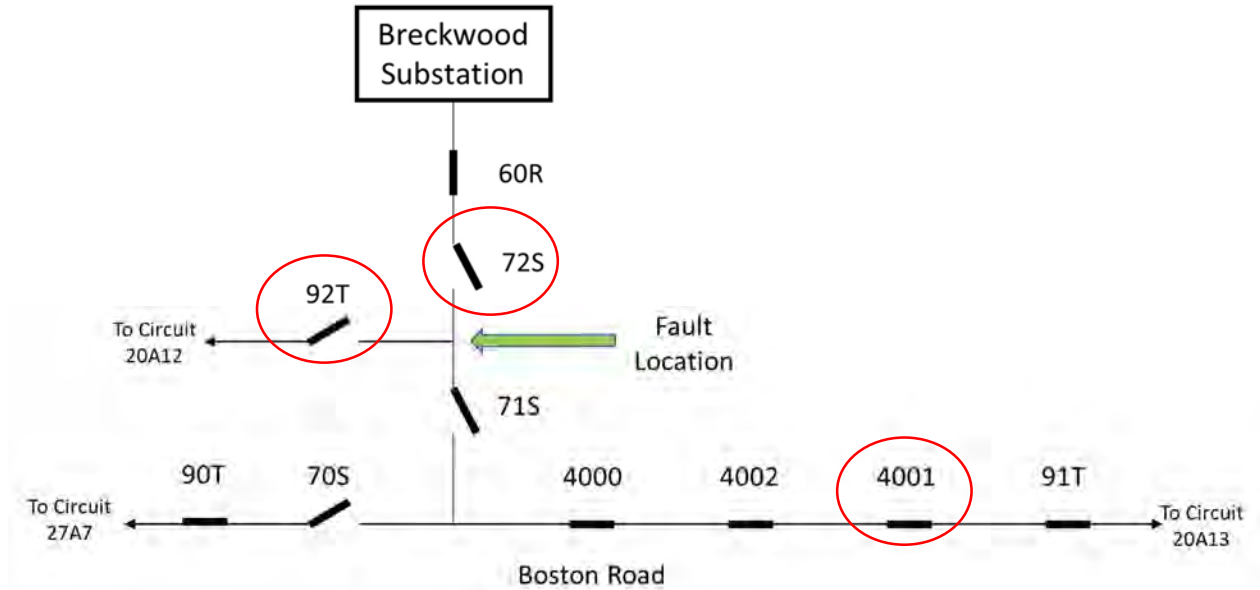 Breckwood
Substation
60R
72S
92T
To Circuit
20A12
Fault
Location
71S
90T
70S
4000
4002
4001
91T
To Circuit
27A7
To Circuit
20A13
Boston Road